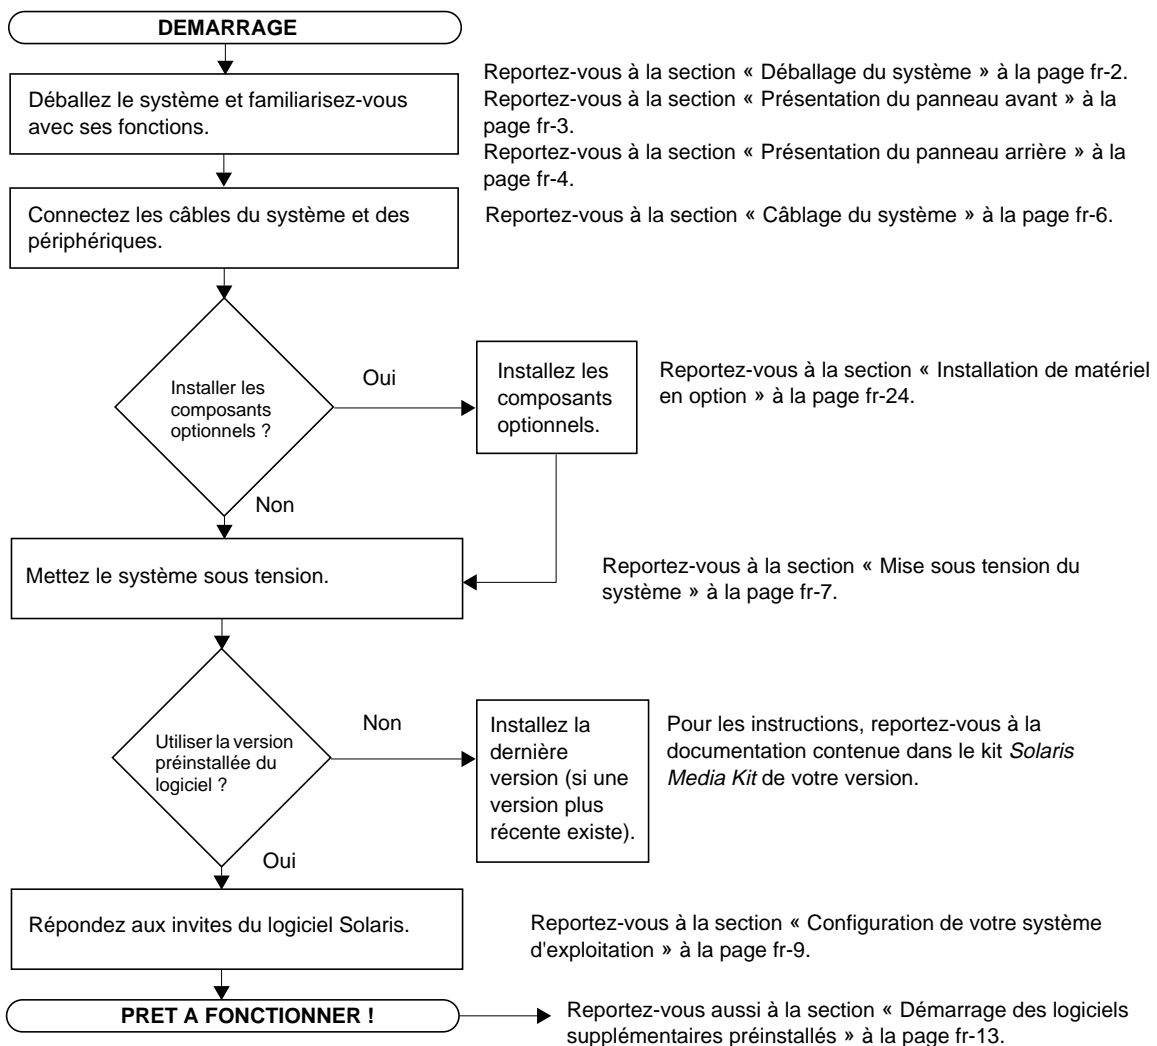 DEMARRAGE
Déballez le système et familiarisez-vous
avec ses fonctions.
Reportez-vous à la section « Déballage du système » à la page fr-2.
Reportez-vous à la section « Présentation du panneau avant » à la
page fr-3.
Reportez-vous à la section « Présentation du panneau arrière » à la
page fr-4.
Connectez les câbles du système et des
périphériques.
Reportez-vous à la section « Câblage du système » à la page fr-6.
Installer les
composants
optionnels ?
Oui
Installez les
composants
optionnels.
Reportez-vous à la section « Installation de matériel
en option » à la page fr-24.
Non
Mettez le système sous tension.
Reportez-vous à la section « Mise sous tension du
système » à la page fr-7.
Utiliser la version
préinstallée du
logiciel ?
Non
Installez la
dernière
version (si une
version plus
récente existe).
Pour les instructions, reportez-vous à la
documentation contenue dans le kit Solaris
Media Kit de votre version.
Oui
Répondez aux invites du logiciel Solaris.
Reportez-vous à la section « Configuration de votre système
d'exploitation » à la page fr-9.
PRET A FONCTIONNER !
Reportez-vous aussi à la section « Démarrage des logiciels
supplémentaires préinstallés » à la page fr-13.